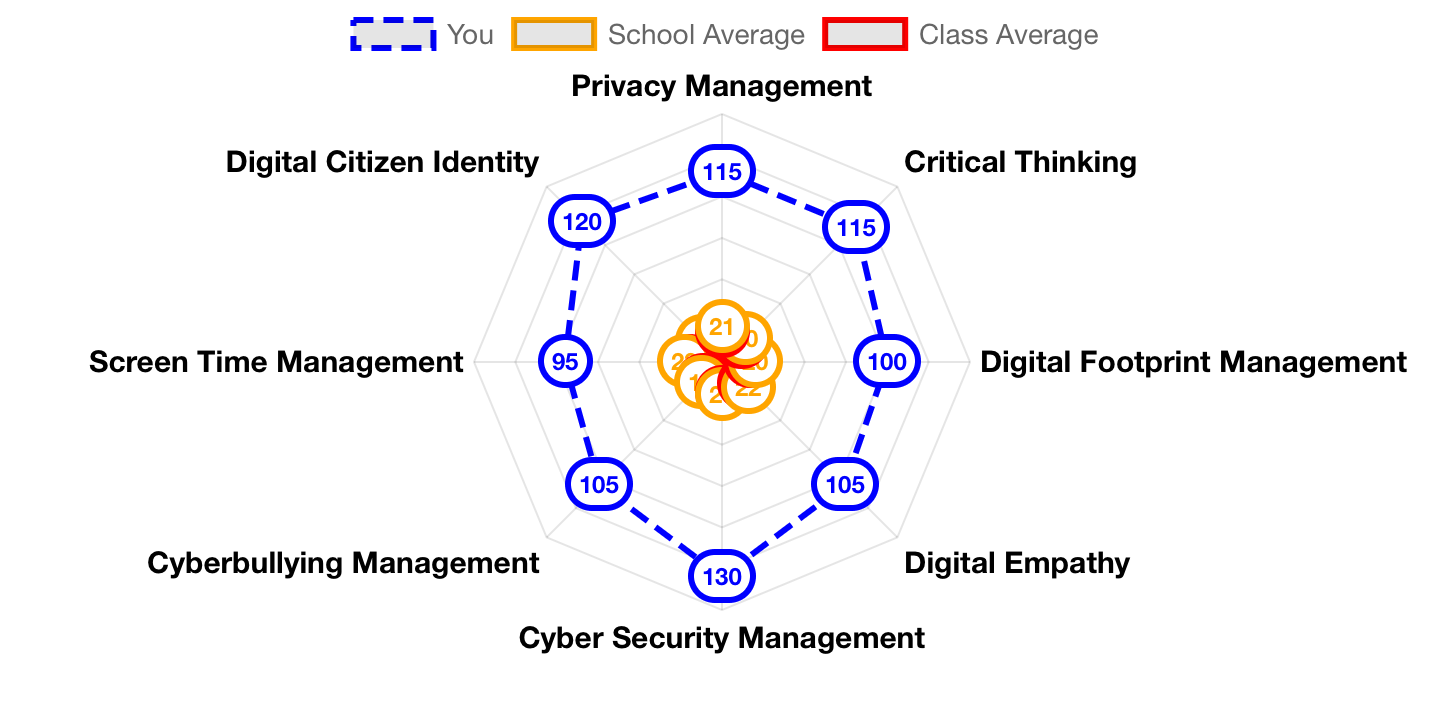 You School Average Class Average
Privacy Management
Digital Citizen Identity Critical Thinking
115
120 115
21
Screen Time Management 95 100 Digital Footprint Management
22
105 105
Cyberbullying Management Digital Empathy
130
Cyber Security Management